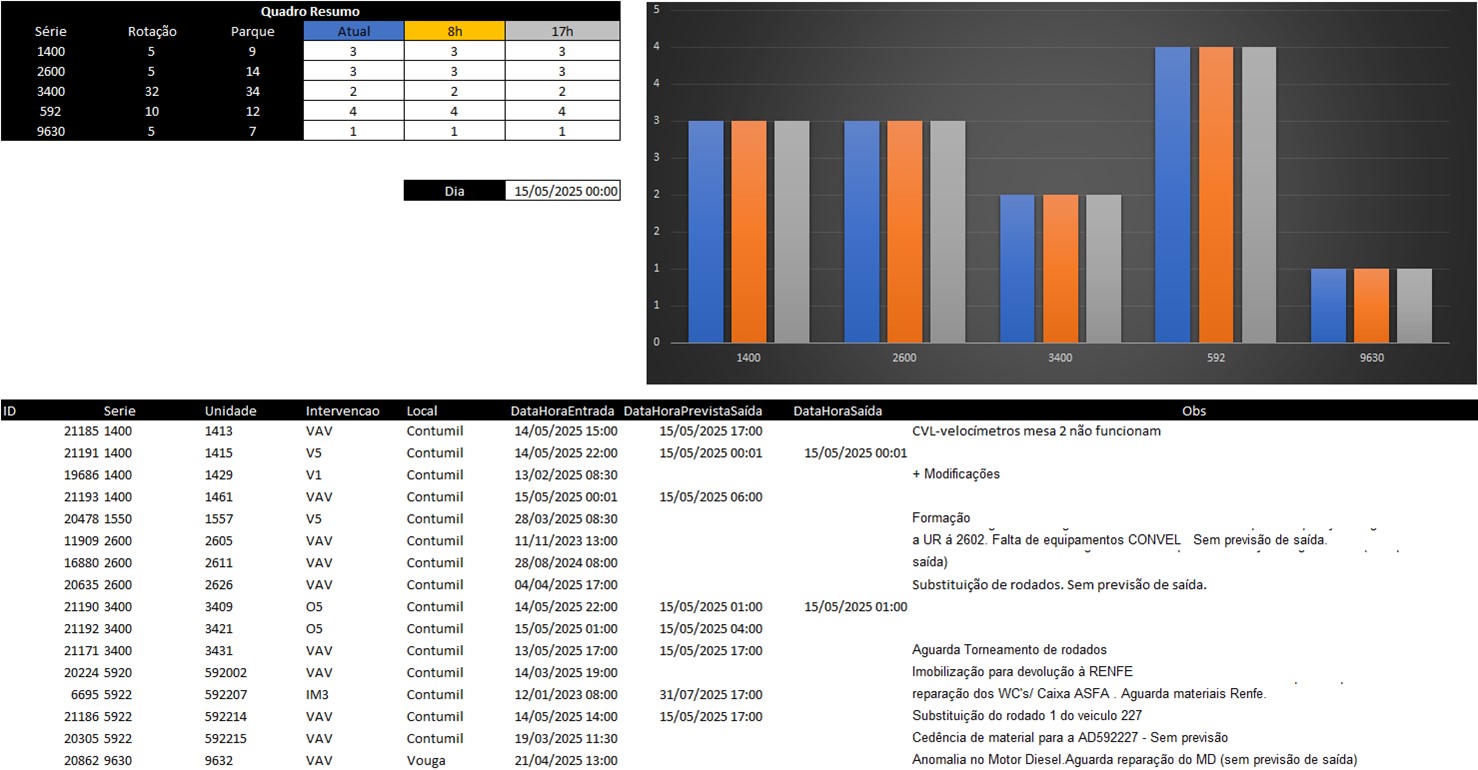 Quadro Resumo
Série Rotação Parque Atual 8h 17h
1400 5 9 3 3 3
2600 5 14 3 3 3
3400 32 34 2 2 2
592 10 12 4 4 4
9630 5 7 1 1 1
Dia 15/05/2025 00:00
5
4
4
3
3
2
2
1
1
0
1400 2600 3400 592 9630
ID Serie Unidade Intervencao Local DataHoraEntrada DataHoraPrevistaSaída DataHoraSaída Obs
21185 1400 1413 VAV Contumil 14/05/2025 15:00 15/05/2025 17:00 CVL-velocímetros mesa 2 não funcionam
21191 1400 1415 V5 Contumil 14/05/2025 22:00 15/05/2025 00:01 15/05/2025 00:01
19686 1400 1429 V1 Contumil 13/02/2025 08:30 + Modificações
21193 1400 1461 VAV Contumil 15/05/2025 00:01 15/05/2025 06:00
20478 1550 1557 V5 Contumil 28/03/2025 08:30 Formação
11909 2600 2605 VAV Contumil 11/11/2023 13:00 a UR á 2602. Falta de equipamentos CONVEL Sem previsão de saída.
16880 2600 2611 VAV Contumil 28/08/2024 08:00 saída)
20635 2600 2626 VAV Contumil 04/04/2025 17:00 Substituição de rodados. Sem previsão de saída.
21190 3400 3409 O5 Contumil 14/05/2025 22:00 15/05/2025 01:00 15/05/2025 01:00
21192 3400 3421 O5 Contumil 15/05/2025 01:00 15/05/2025 04:00
21171 3400 3431 VAV Contumil 13/05/2025 17:00 15/05/2025 17:00 Aguarda Torneamento de rodados
20224 5920 592002 VAV Contumil 14/03/2025 19:00 Imobilização para devolução à RENFE
6695 5922 592207 IM3 Contumil 12/01/2023 08:00 31/07/2025 17:00 reparação dos WC's/ Caixa ASFA . Aguarda materiais Renfe.
21186 5922 592214 VAV Contumil 14/05/2025 14:00 15/05/2025 17:00 Substituição do rodado 1 do veiculo 227
20305 5922 592215 VAV Contumil 19/03/2025 11:30 Cedência de material para a AD592227 - Sem previsão
20862 9630 9632 VAV Vouga 21/04/2025 13:00 Anomalia no Motor Diesel.Aguarda reparação do MD (sem previsão de saída)